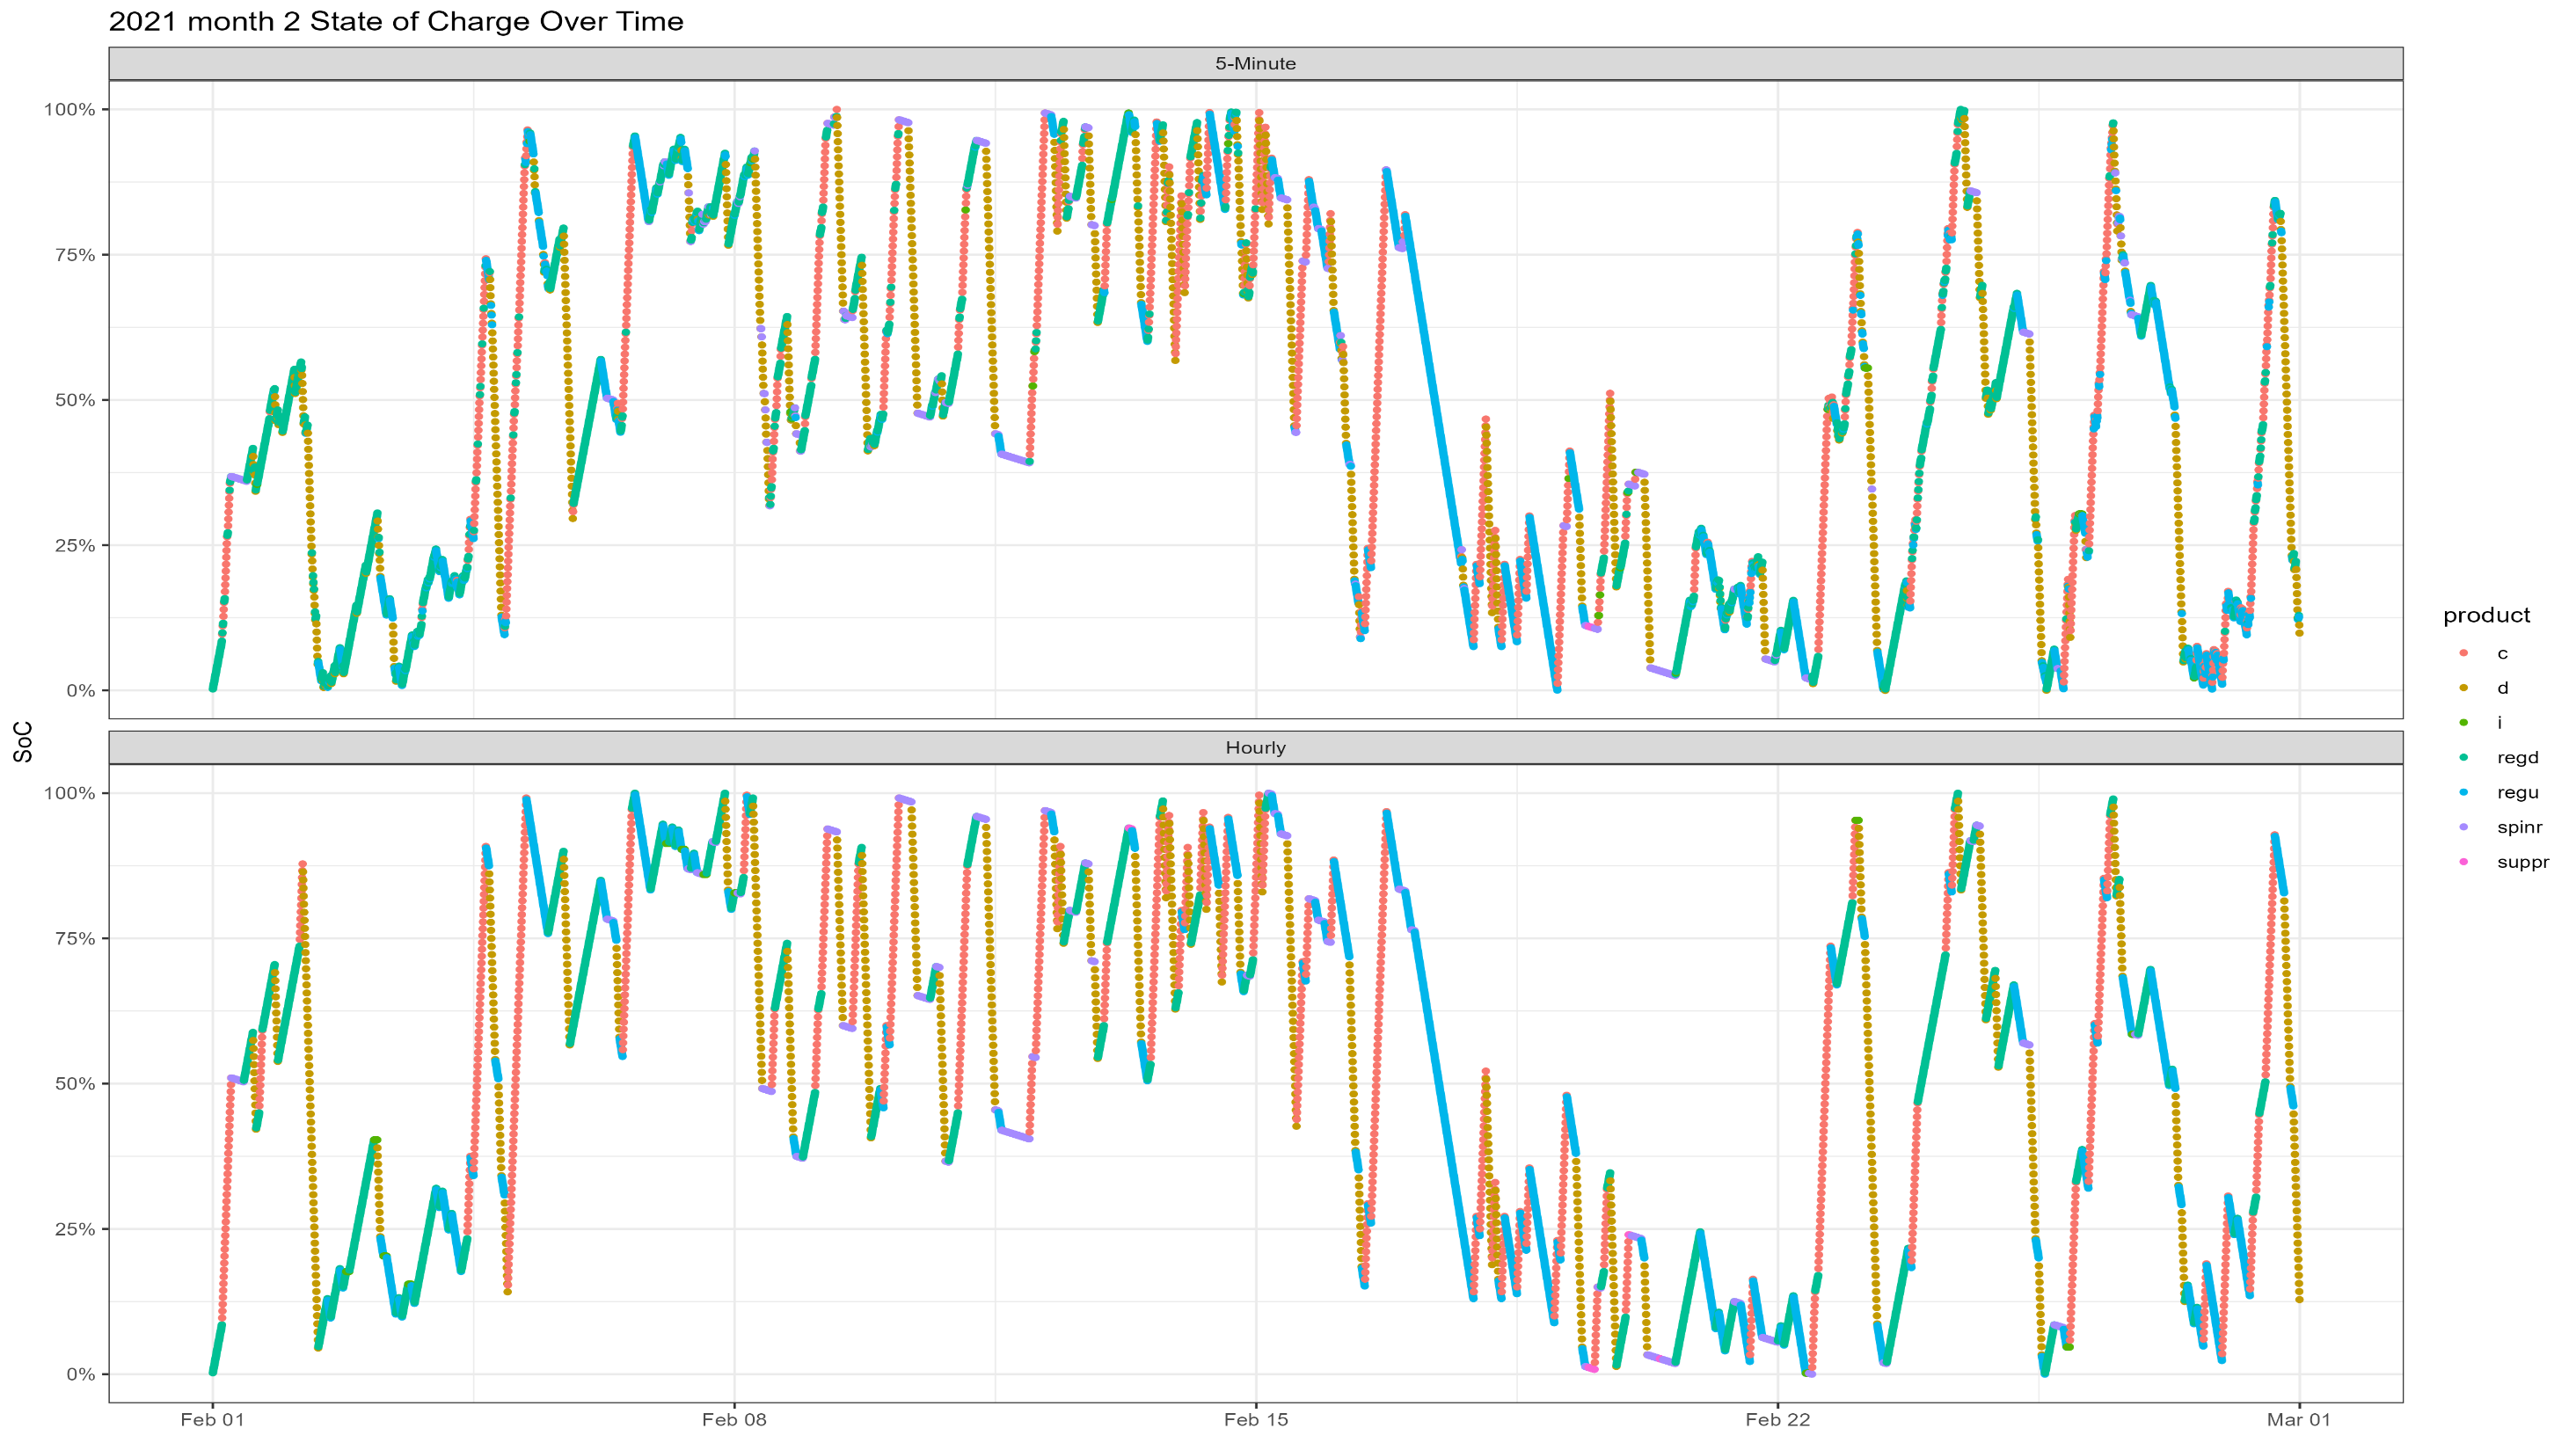 2021 month 2 State of Charge Over Time
5-Minute
100%
75%
50%
25%
0%
SoC
Hourly
100%
75%
50%
25%
0%
Feb 01
Feb 08
Feb 15
Feb 22
Mar 01
product
c
d
i
regd
regu
spinr
suppr